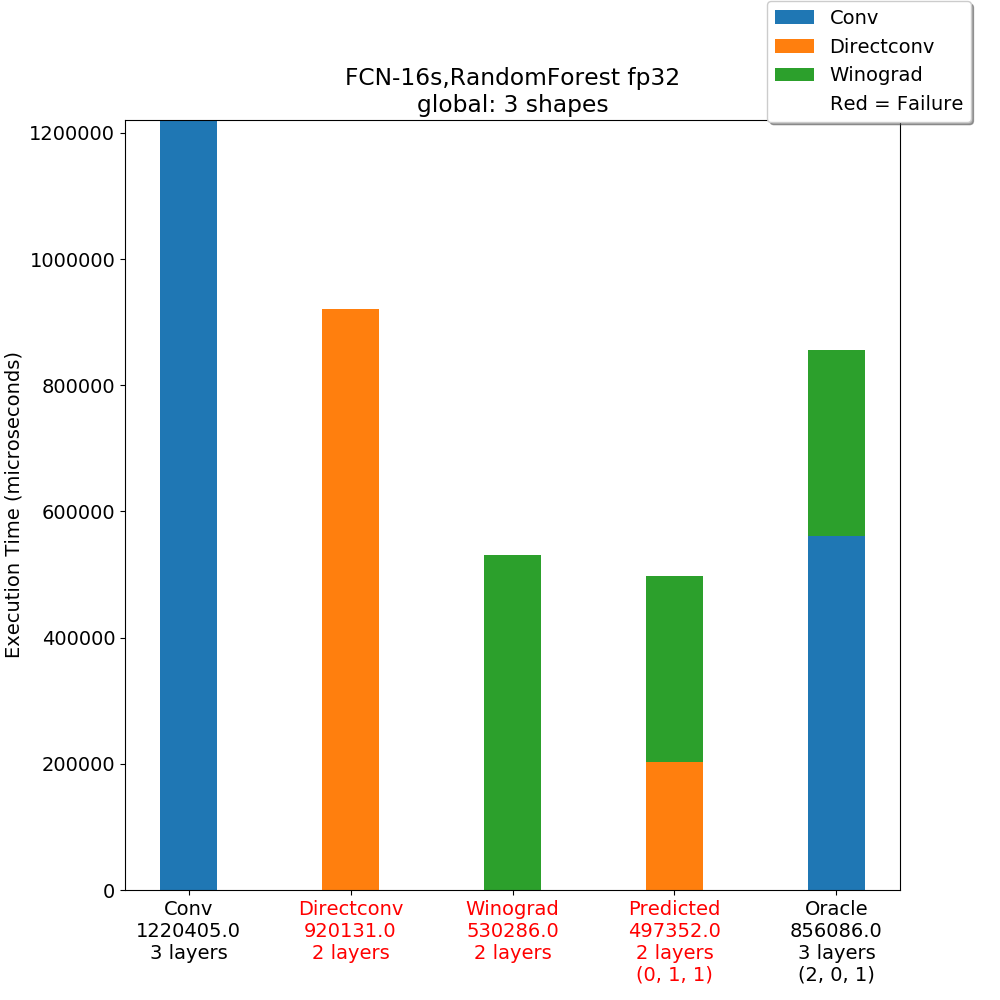 Conv
Directconv
Winograd
Red = Failure
FCN-16s,RandomForest fp32
global: 3 shapes
Execution Time (microseconds)
1200000
1000000
800000
600000
400000
200000
0
Conv
1220405.0
3 layers
Directconv
920131.0
2 layers
Winograd
530286.0
2 layers
Predicted
497352.0
2 layers
(0, 1, 1)
Oracle
856086.0
3 layers
(2, 0, 1)